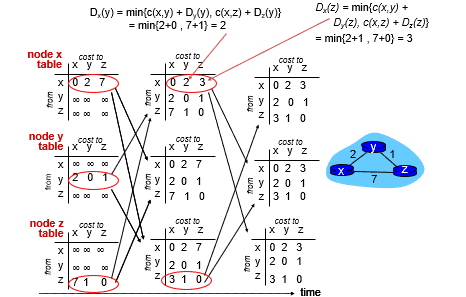 Dx(y) = min{c(x,y) + Dy(y), c(x,z) + Dz(y)}
= min{2+0 , 7+1} = 2
Dx(z) = min{c(x,y) +
Dy(z), c(x,z) + Dz(z)}
= min{2+1 , 7+0} = 3
node x
table
cost to
x y z
from
x 0 2 7
y ∞ ∞ ∞
z ∞ ∞ ∞
cost to
x y z
from
x 0 2 3
y 2 0 1
z 7 1 0
cost to
x y z
from
x 0 2 3
y 2 0 1
z 3 1 0
node y
table
cost to
x y z
from
x ∞ ∞ ∞
y 2 0 1
z ∞ ∞ ∞
cost to
x y z
from
x 0 2 7
y 2 0 1
z 7 1 0
cost to
x y z
from
x 0 2 3
y 2 0 1
z 3 1 0
y
2
1
x
z
7
node z
table
cost to
x y z
from
x ∞ ∞ ∞
y ∞ ∞ ∞
z 7 1 0
cost to
x y z
from
x 0 2 7
y 2 0 1
z 3 1 0
cost to
x y z
from
x 0 2 3
y 2 0 1
z 3 1 0
time